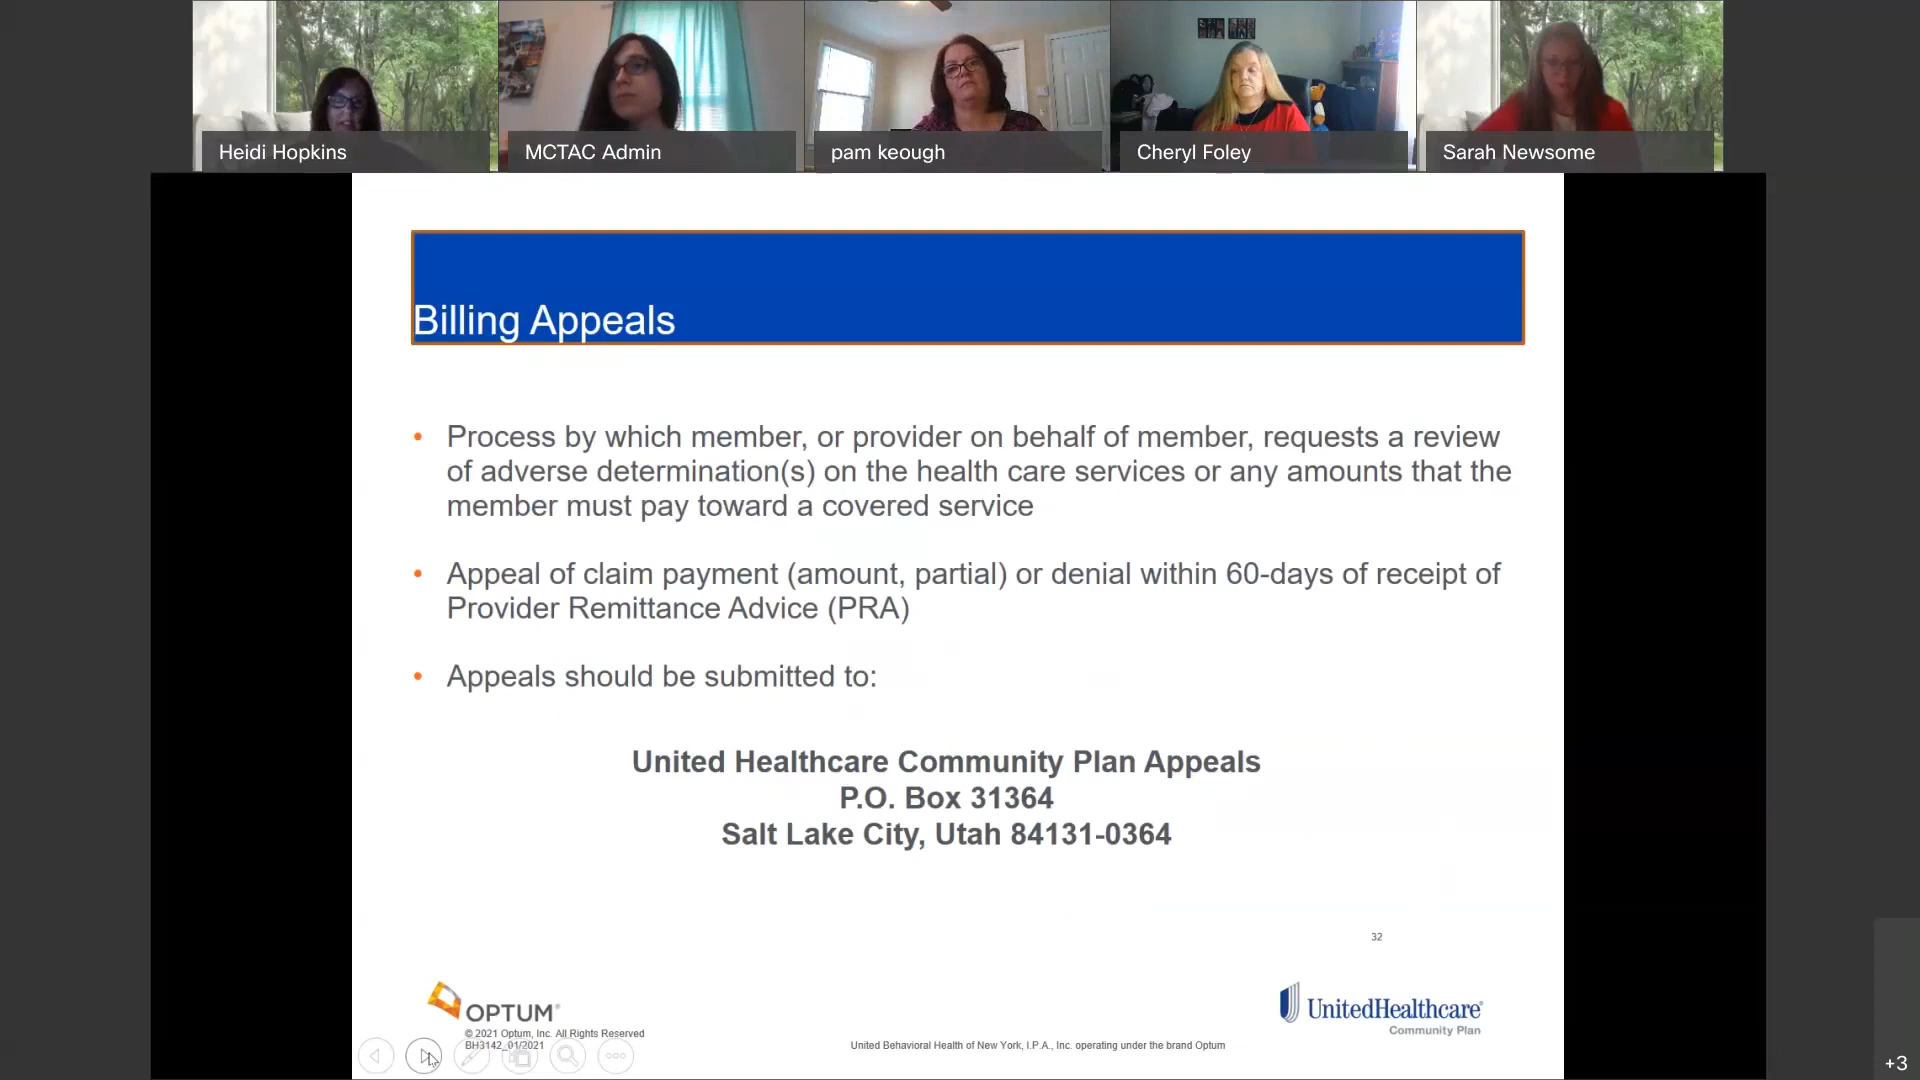 Heidi Hopkins
MCTAC Admin
pam keough
Cheryl Foley
Sarah Newsome
Billing Appeals
• Process by which member, or provider on behalf of member, requests a review
of adverse determination(s) on the health care services or any amounts that the
member must pay toward a covered service
• Appeal of claim payment (amount, partial) or denial within 60-days of receipt of
Provider Remittance Advice (PRA)
• Appeals should be submitted to:
United Healthcare Community Plan Appeals
P.O. Box 31364
Salt Lake City, Utah 84131-0364
32
OPTUM®
© 2021 Optum, Inc. All Rights Reserved
BH3142_01/2021
United Behavioral Health of New York, I.P.A., Inc. operating under the brand Optum
UnitedHealthcare®
Community Plan
+3